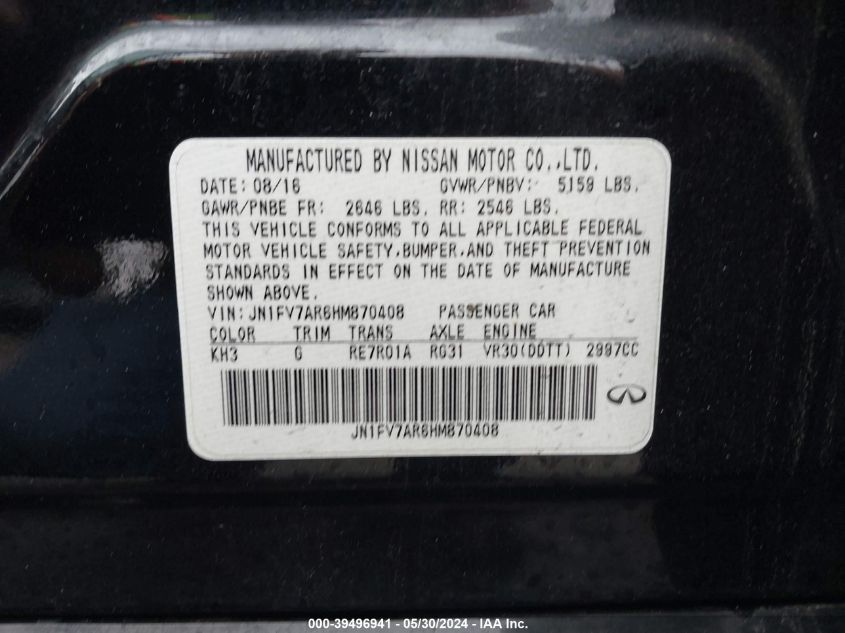 MANUFACTURED BY NISSAN MOTOR CO.,LTD.
DATE: 08/16 GVWR/PNBV: 5159 LBS.
GAWR/PNBE FR: 2646 LBS. RR: 2546 LBS.
THIS VEHICLE CONFORMS TO ALL APPLICABLE FEDERAL
MOTOR VEHICLE SAFETY,BUMPER,AND THEFT PREVENTION
STANDARDS IN EFFECT ON THE DATE OF MANUFACTURE
SHOWN ABOVE.
VIN: JN1FV7AR6HM870408 PASSENGER CAR
COLOR TRIM TRANS AXLE ENGINE
KH3 G RE7R01A RG31 VR30(DDTT) 2997CC
JN1FV7AR6HM870408
000-39496941 - 05/30/2024 - IAA Inc.